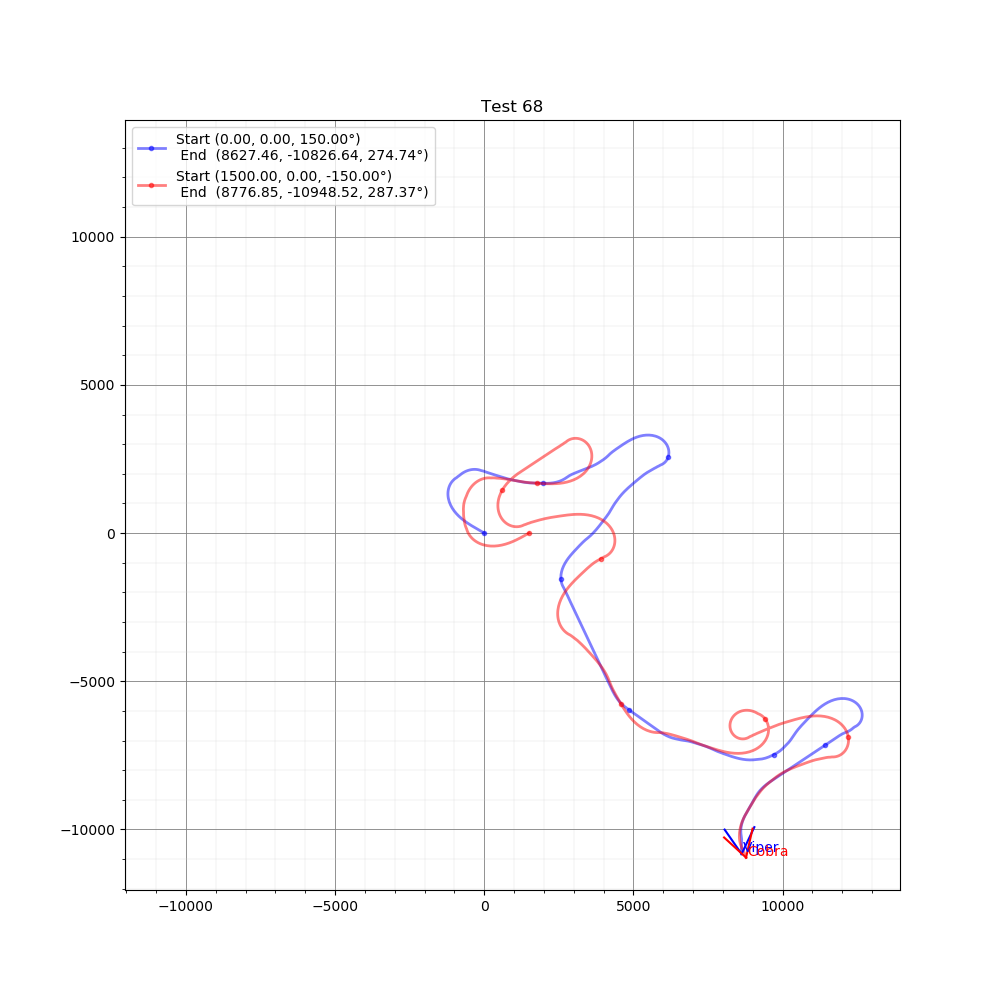 Test 68
Start (0.00, 0.00, 150.00°)
End (8627.46, -10826.64, 274.74°)
Start (1500.00, 0.00, -150.00°)
End (8776.85, -10948.52, 287.37°)
10000
5000
0
−5000
−10000
Viper
Cobra
−10000 −5000 0 5000 10000